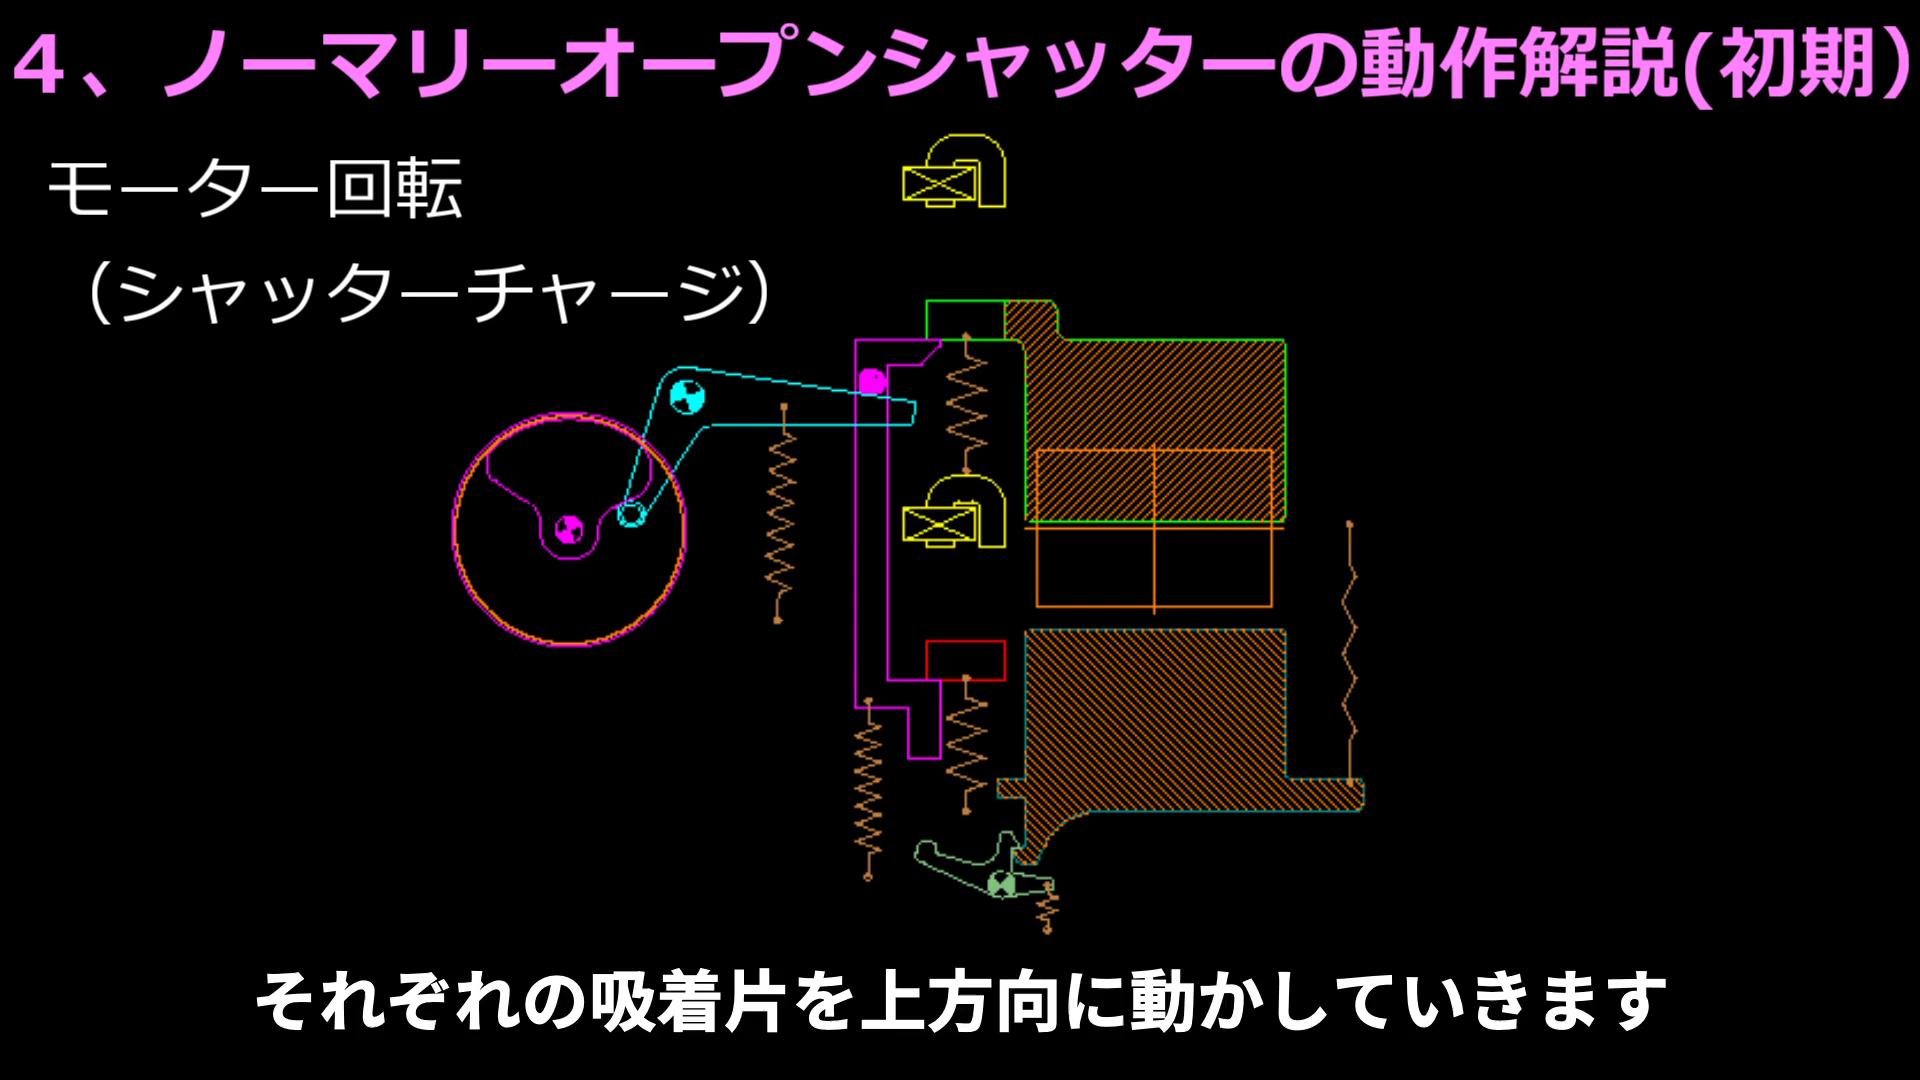 ４、ノーマリーオープンシャッターの動作解説(初期）
モーター回転
（シャッターチャージ）
それぞれの吸着片を上方向に動かしていきます